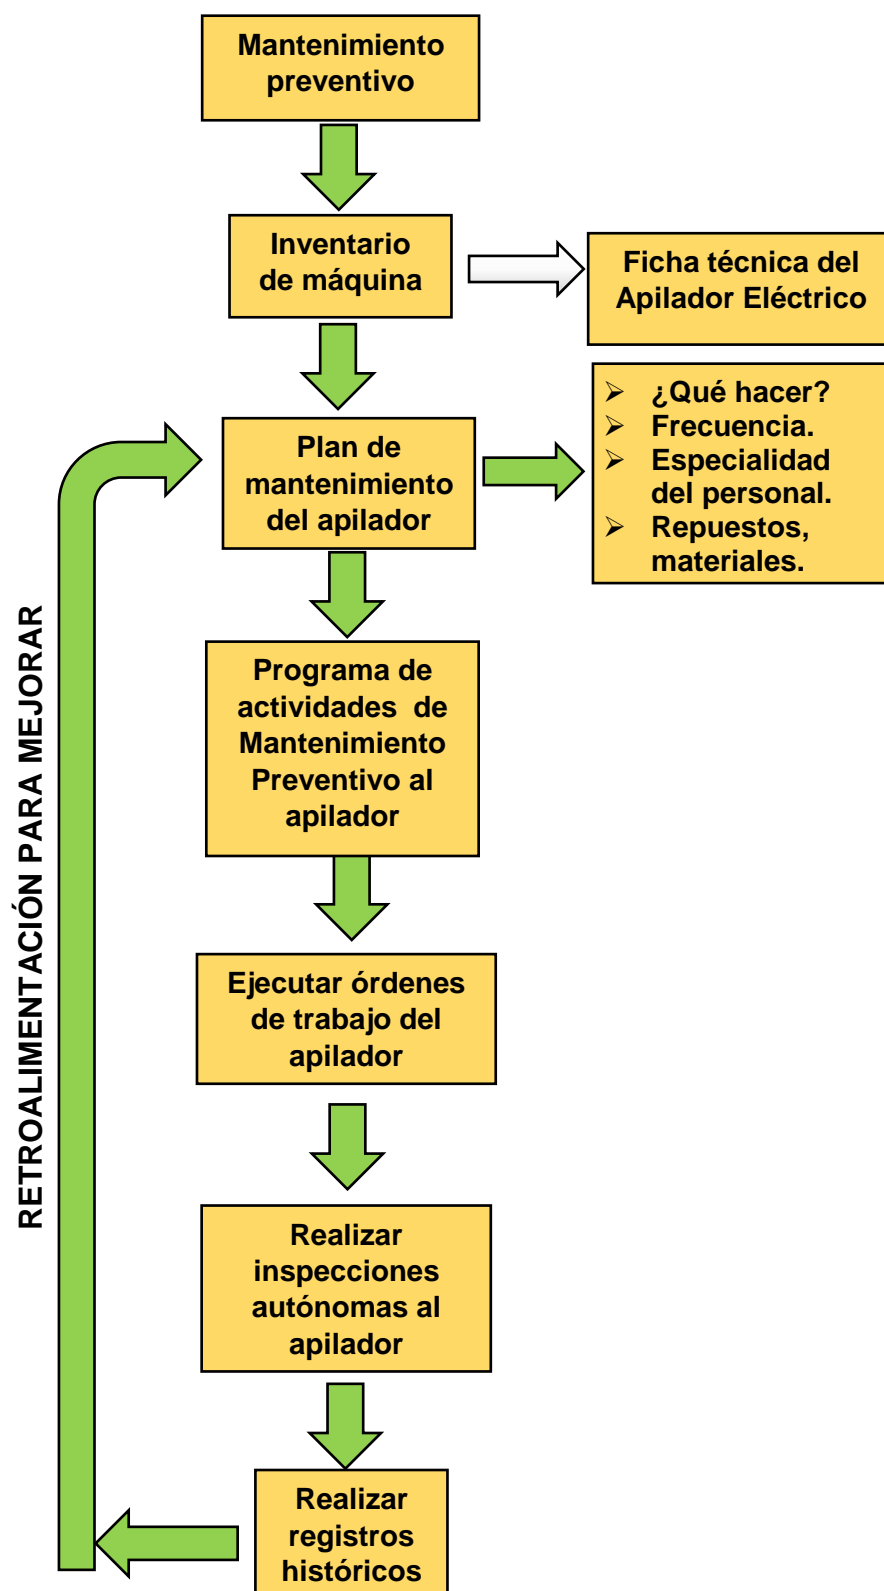 Mantenimiento
preventivo
Inventario
de máquina
Ficha técnica del
Apilador Eléctrico
Plan de
mantenimiento
del apilador
➢ ¿Qué hacer?
➢ Frecuencia.
➢ Especialidad
del personal.
➢ Repuestos,
materiales.
Programa de
actividades de
Mantenimiento
Preventivo al
apilador
Ejecutar órdenes
de trabajo del
apilador
Realizar
inspecciones
autónomas al
apilador
Realizar
registros
históricos
RETROALIMENTACIÓN PARA MEJORAR